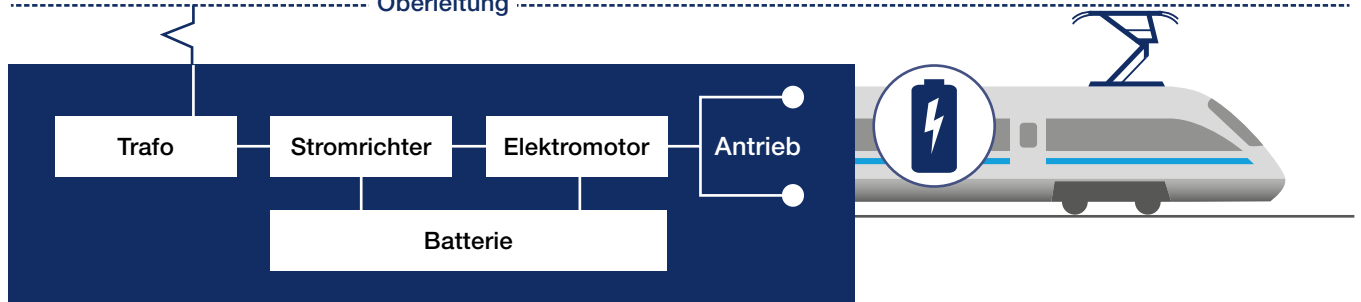 Oberleitung
Trafo
Stromrichter
Elektromotor
Antrieb
Batterie